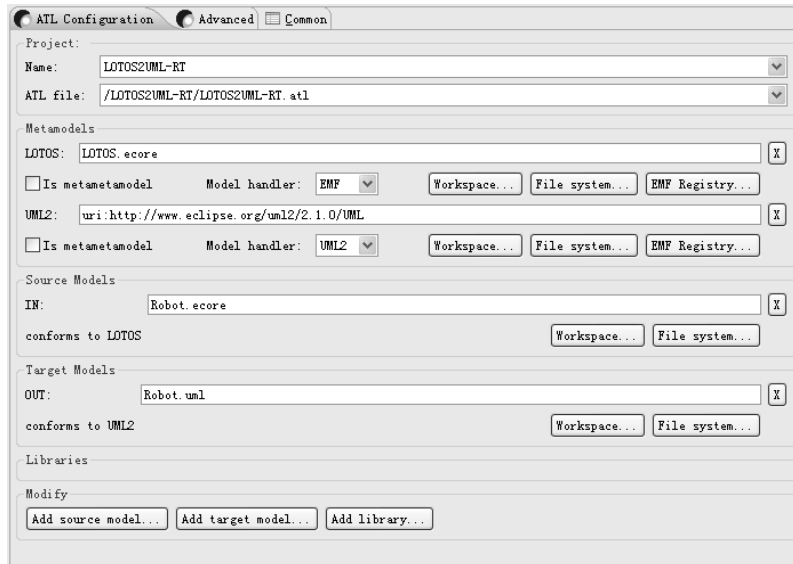 ATL Configuration Advanced Common
Project:
Name: LOTOS2UML-RT
ATL file: /LOTOS2UML-RT/LOTOS2UML-RT.atl
Metamodels
LOTOS: LOTOS.ecore X
Is metametamodel Model handler: EMF Workspace... File system... EMF Registry...
UML2: uri:http://www.eclipse.org/uml2/2.1.0/UML X
Is metametamodel Model handler: UML2 Workspace... File system... EMF Registry...
Source Models
IN: Robot.ecore X
conforms to LOTOS Workspace... File system...
Target Models
OUT: Robot.uml X
conforms to UML2 Workspace... File system...
Libraries
Modify
Add source model... Add target model... Add library...